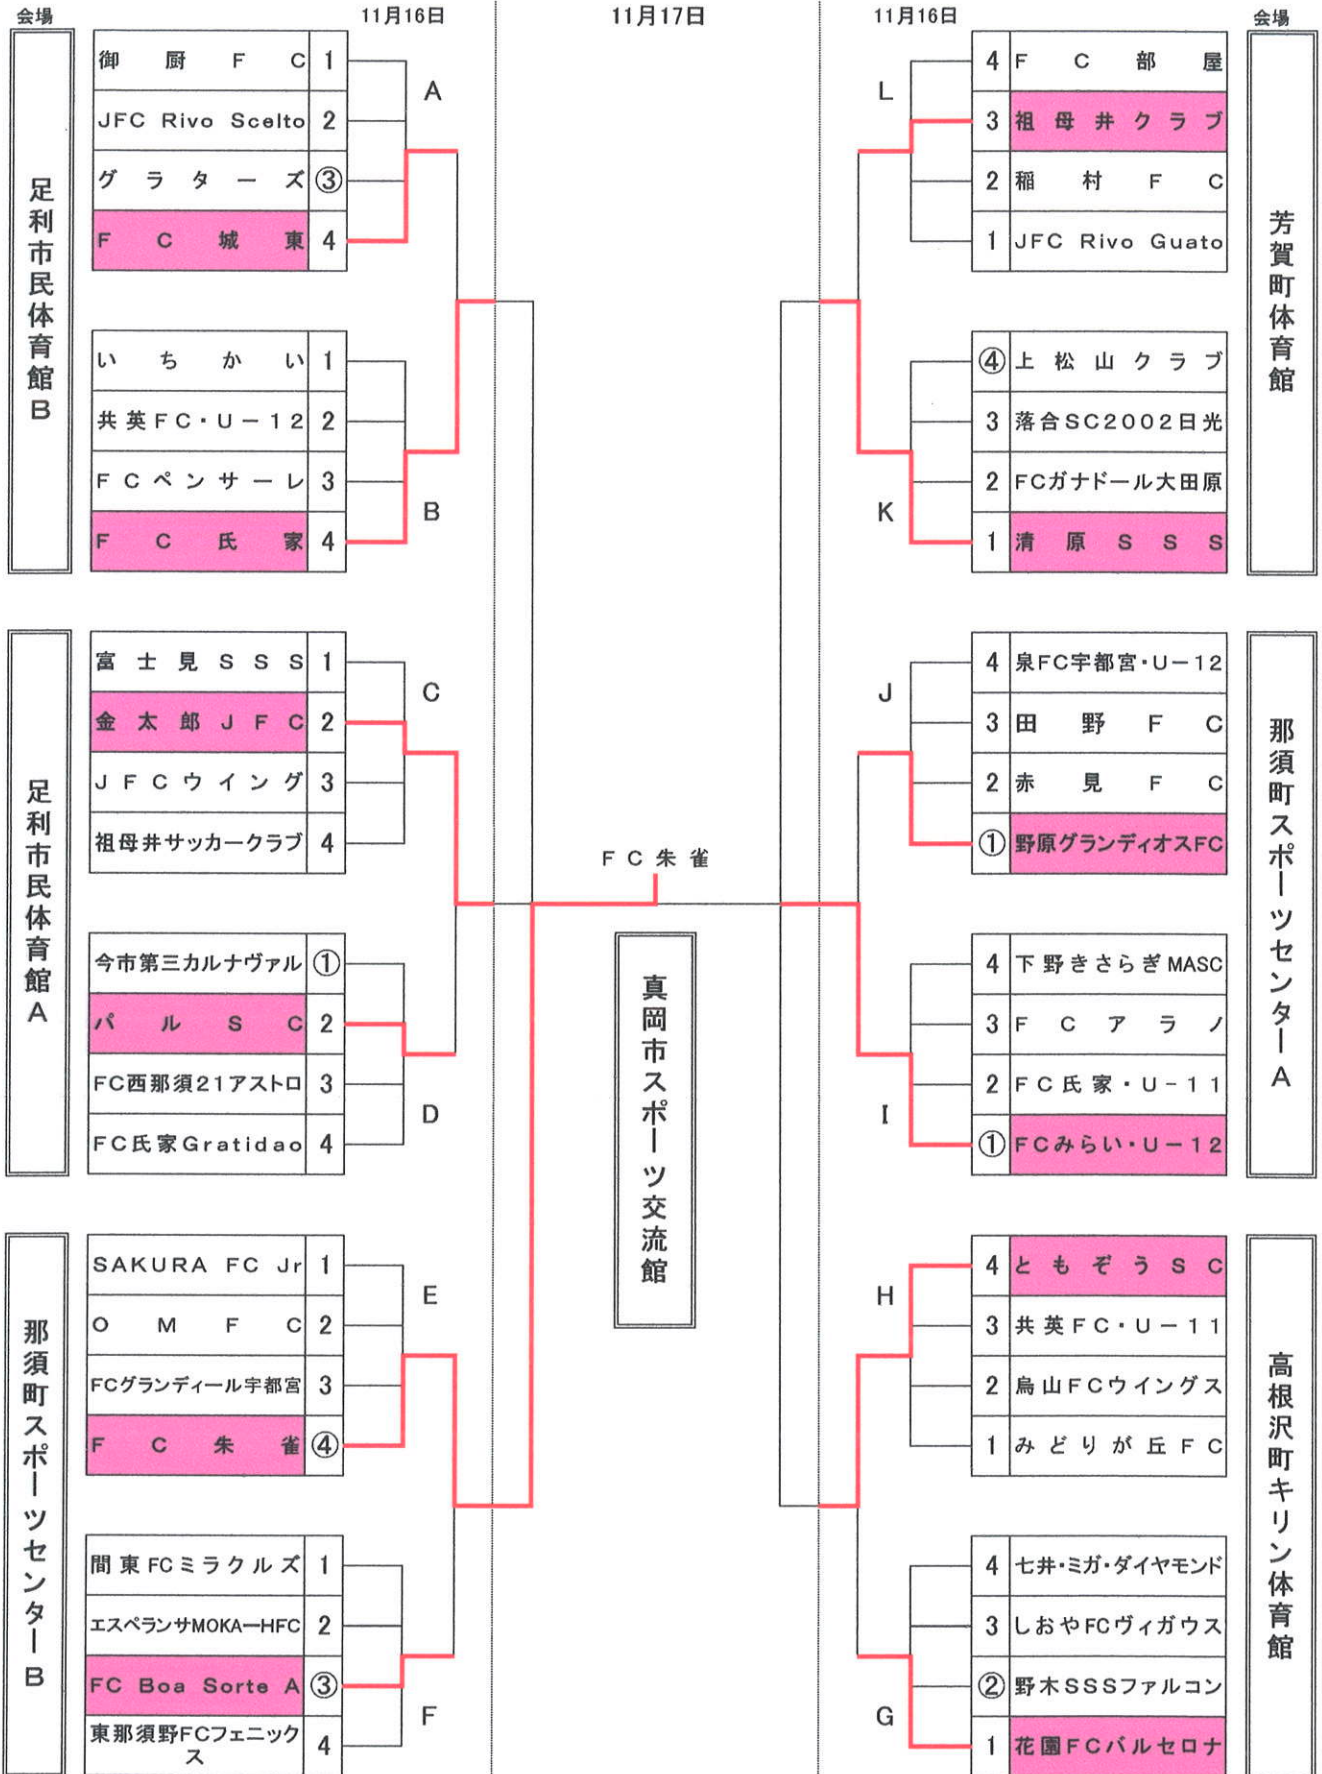 会場
11月16日
11月17日
11月16日
会場
足利市民体育館B
御厨FC 1
JFC Rivo Scelto 2
グラターズ ③
FC城東 4
A
いちかい 1
共英FC・U-12 2
FCペンサーレ 3
FC氏家 4
B
足利市民体育館A
富士見SSS 1
金太郎JFC 2
JFCウイング 3
祖母井サッカークラブ 4
C
今市第三カルナヴァル ①
パルSC 2
FC西那須21アストロ 3
FC氏家Gratidao 4
D
那須町スポーツセンターB
SAKURA FC Jr 1
OMFC 2
FCグランディール宇都宮 3
FC朱雀 ④
E
間東FCミラクルズ 1
エスペランサMOKA一HFC 2
FC Boa Sorte A ③
東那須野FCフェニック
ス 4
F
FC朱雀
真岡市スポーツ交流館
L
4 FC部屋
3 祖母井クラブ
2 稲村FC
1 JFC Rivo Guato
芳賀町体育館
K
④ 上松山クラブ
3 落合SC2002日光
2 FCガナドール大田原
1 清原SSS
J
4 泉FC宇都宮・U-12
3 田野FC
2 赤見FC
① 野原グランディオスFC
那須町スポーツセンターA
I
4 下野きさらぎMASC
3 FCアラノ
2 FC氏家・U-11
① FCみらい・U-12
H
4 ともぞうSC
3 共英FC・U-11
2 烏山FCウイングス
1 みどりが丘FC
高根沢町キリン体育館
G
4 七井・ミガ・ダイヤモンド
3 しおやFCヴィガウス
② 野木SSSファルコン
1 花園FCバルセロナ